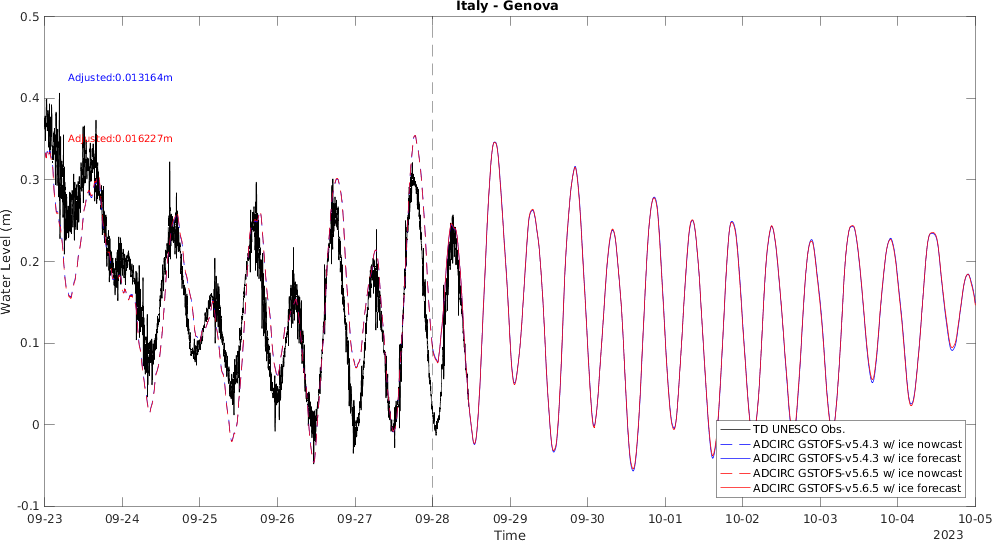 Italy - Genova
0.5
Adjusted:0.013164m
0.4
Adjusted:0.016227m
0.3
Water Level (m)
0.2
0.1
0
TD UNESCO Obs.
ADCIRC GSTOFS-v5.4.3 w/ ice nowcast
ADCIRC GSTOFS-v5.4.3 w/ ice forecast
ADCIRC GSTOFS-v5.6.5 w/ ice nowcast
ADCIRC GSTOFS-v5.6.5 w/ ice forecast
-0.1
09-23 09-24 09-25 09-26 09-27 09-28 09-29 09-30 10-01 10-02 10-03 10-04 10-05
Time
2023